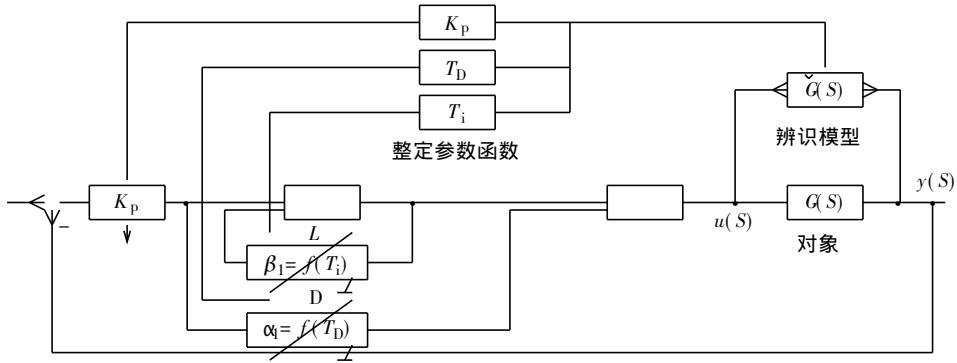 K_p
T_D
T_i
整定参数函数
Ğ(S)
辨识模型
K_p
−
L
β_1= f(T_i)
D
α_1= f(T_D)
u(S)
G(S)
对象
y(S)